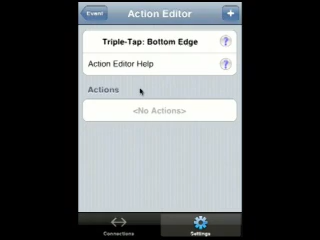 Event
Action Editor
+
Triple-Tap: Bottom Edge
?
Action Editor Help
?
Actions
<No Actions>
Connections
Settings